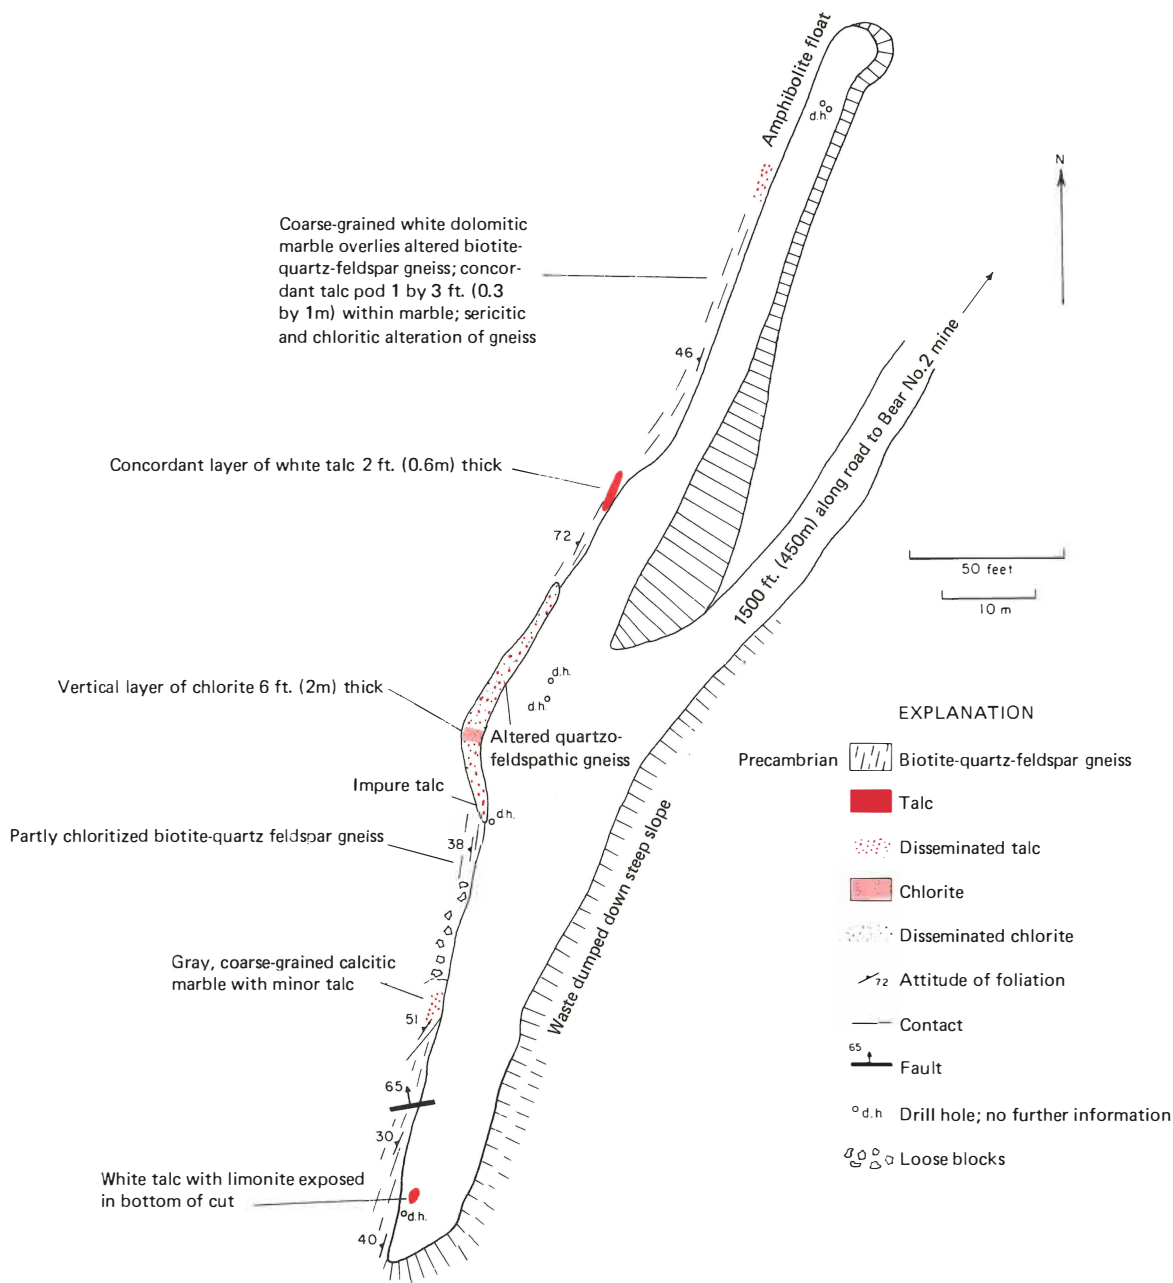 Amphibolite float
d.h.
N
Coarse-grained white dolomitic
marble overlies altered biotite-
quartz-feldspar gneiss; concor-
dant talc pod 1 by 3 ft. (0.3
by 1m) within marble; sericitic
and chloritic alteration of gneiss
46
1500 ft. (450m) along road to Bear No.2 mine
Concordant layer of white talc 2 ft. (0.6m) thick
72
50 feet
10 m
Vertical layer of chlorite 6 ft. (2m) thick
d.h.
d.h.
Altered quartzo-
feldspathic gneiss
Impure talc
d.h.
Partly chloritized biotite-quartz feldspar gneiss
38
Waste dumped down steep slope
Gray, coarse-grained calcitic
marble with minor talc
51
65
30
White talc with limonite exposed
in bottom of cut
d.h.
40
EXPLANATION
Precambrian Biotite-quartz-feldspar gneiss
Talc
Disseminated talc
Chlorite
Disseminated chlorite
72 Attitude of foliation
Contact
65 Fault
d.h Drill hole; no further information
Loose blocks